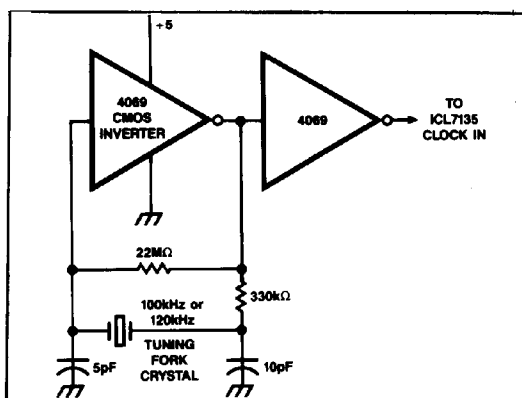 +5
4069
CMOS
INVERTER
4069
TO
ICL7135
CLOCK IN
22MΩ
330kΩ
100kHz or
120kHz
TUNING
FORK
CRYSTAL
5pF
10pF